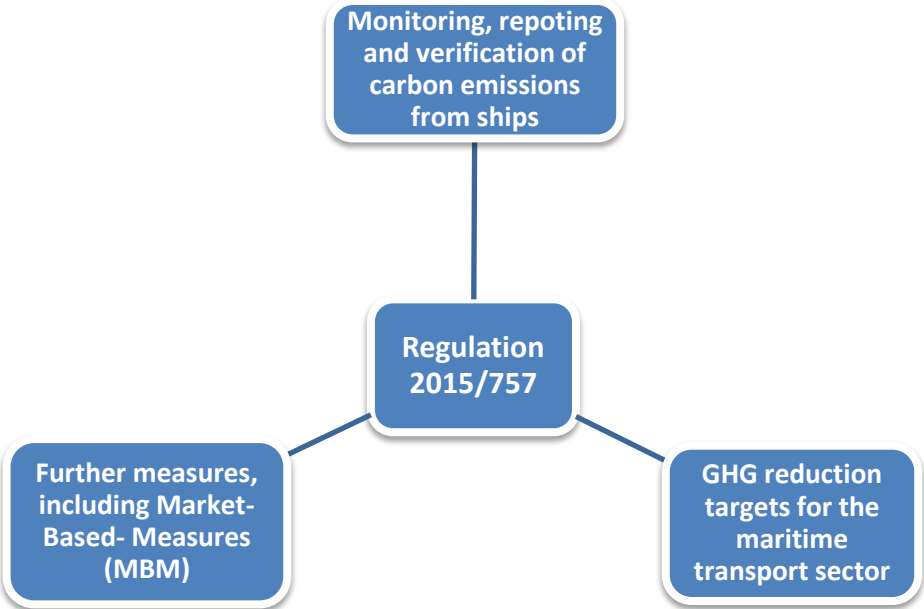 Monitoring, repoting
and verification of
carbon emissions
from ships
Regulation
2015/757
Further measures,
including Market-
Based- Measures
(MBM)
GHG reduction
targets for the
maritime
transport sector